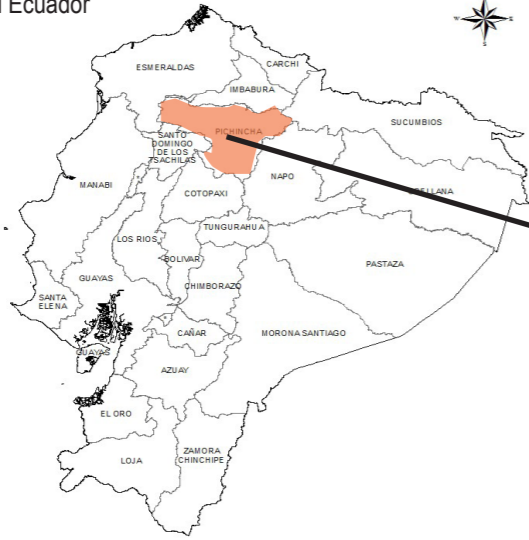 Ecuador
N
W
E
S
ESMERALDAS
CARCHI
IMBABURA
SUCUMBIOS
PICHINCHA
SANTO
DOMINGO
DE LOS
TSACHILAS
NAPO
MANABI
COTOPAXI
TUNGURAHUA
LOS RIOS
BOLIVAR
PASTAZA
GUAYAS
CHIMBORAZO
SANTA
ELENA
CAÑAR
MORONA SANTIAGO
GUAYAS
AZUAY
EL ORO
ZAMORA
CHINCHIPE
LOJA